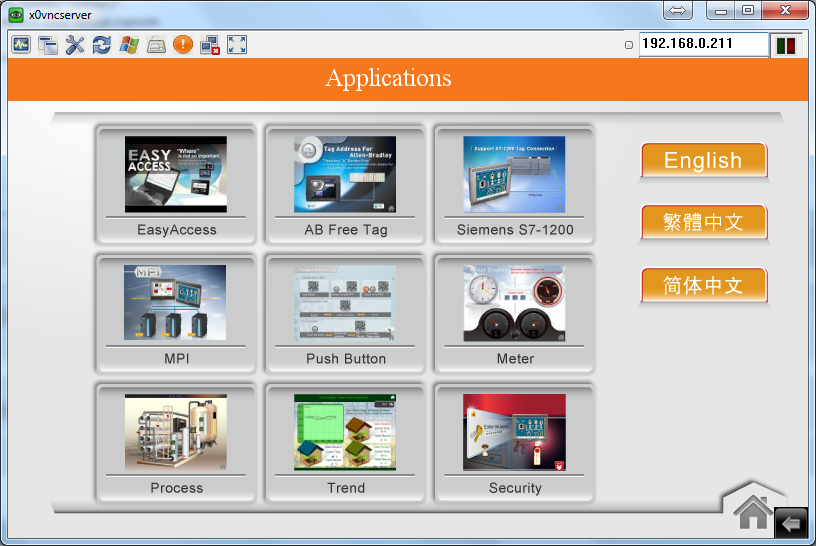 x0vncserver
192.168.0.211
Applications
EASY
ACCESS
"Where"
is not so important
EasyAccess
Tag Address For
Allen-Bradley
AB Free Tag
Support S7-1200 Tag Connection
Siemens S7-1200
English
繁體中文
简体中文
MPI
MPI
Push Button
Meter
Process
Trend
Security